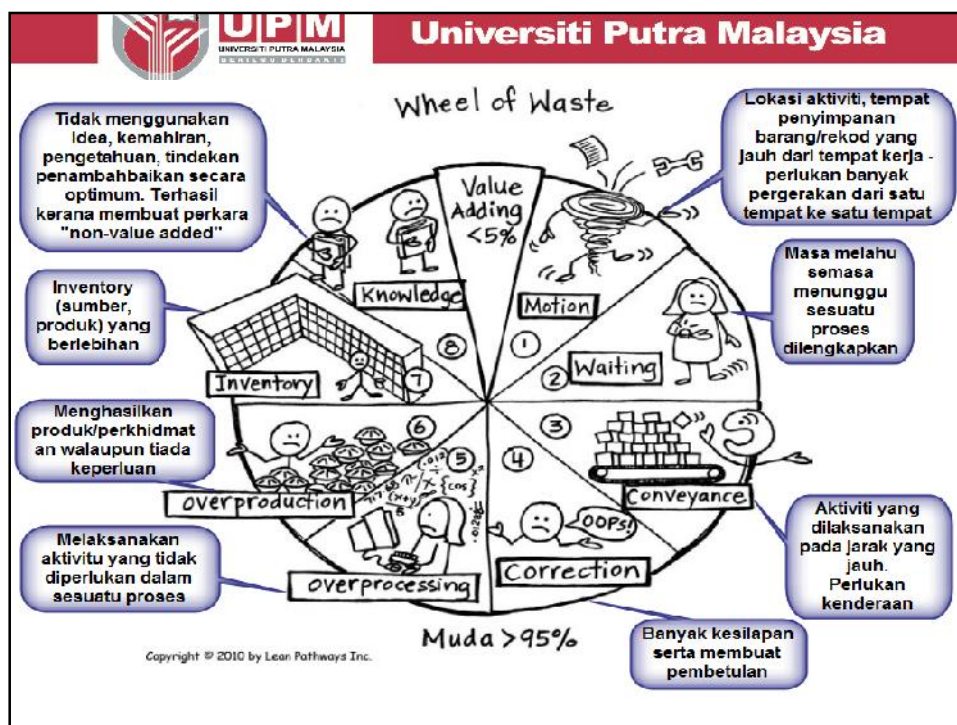 UPM
UNIVERSITI PUTRA MALAYSIA
BERILMU BERBAKTI
Universiti Putra Malaysia
Wheel of Waste
Tidak menggunakan
idea, kemahiran,
pengetahuan, tindakan
penambahbaikan secara
optimum. Terhasil
kerana membuat perkara
"non-value added"
Lokasi aktiviti, tempat
penyimpanan
barang/rekod yang
jauh dari tempat kerja -
perlukan banyak
pergerakan dari satu
tempat ke satu tempat
Value
Adding
<5%
Knowledge
8
Motion
1
Masa melahu
semasa
menunggu
sesuatu
proses
dilengkapkan
Inventory
(sumber,
produk) yang
berlebihan
Inventory
7
Waiting
2
Menghasilkan
produk/perkhidmat
an walaupun tiada
keperluan
6
overproduction
3
Conveyance
Melaksanakan
aktivitu yang tidak
diperlukan dalam
sesuatu proses
5
overprocessing
4
OOPS!
Correction
Aktiviti yang
dilaksanakan
pada jarak yang
jauh.
Perlukan
kenderaan
Muda >95%
Banyak kesilapan
serta membuat
pembetulan
Copyright © 2010 by Lean Pathways Inc.